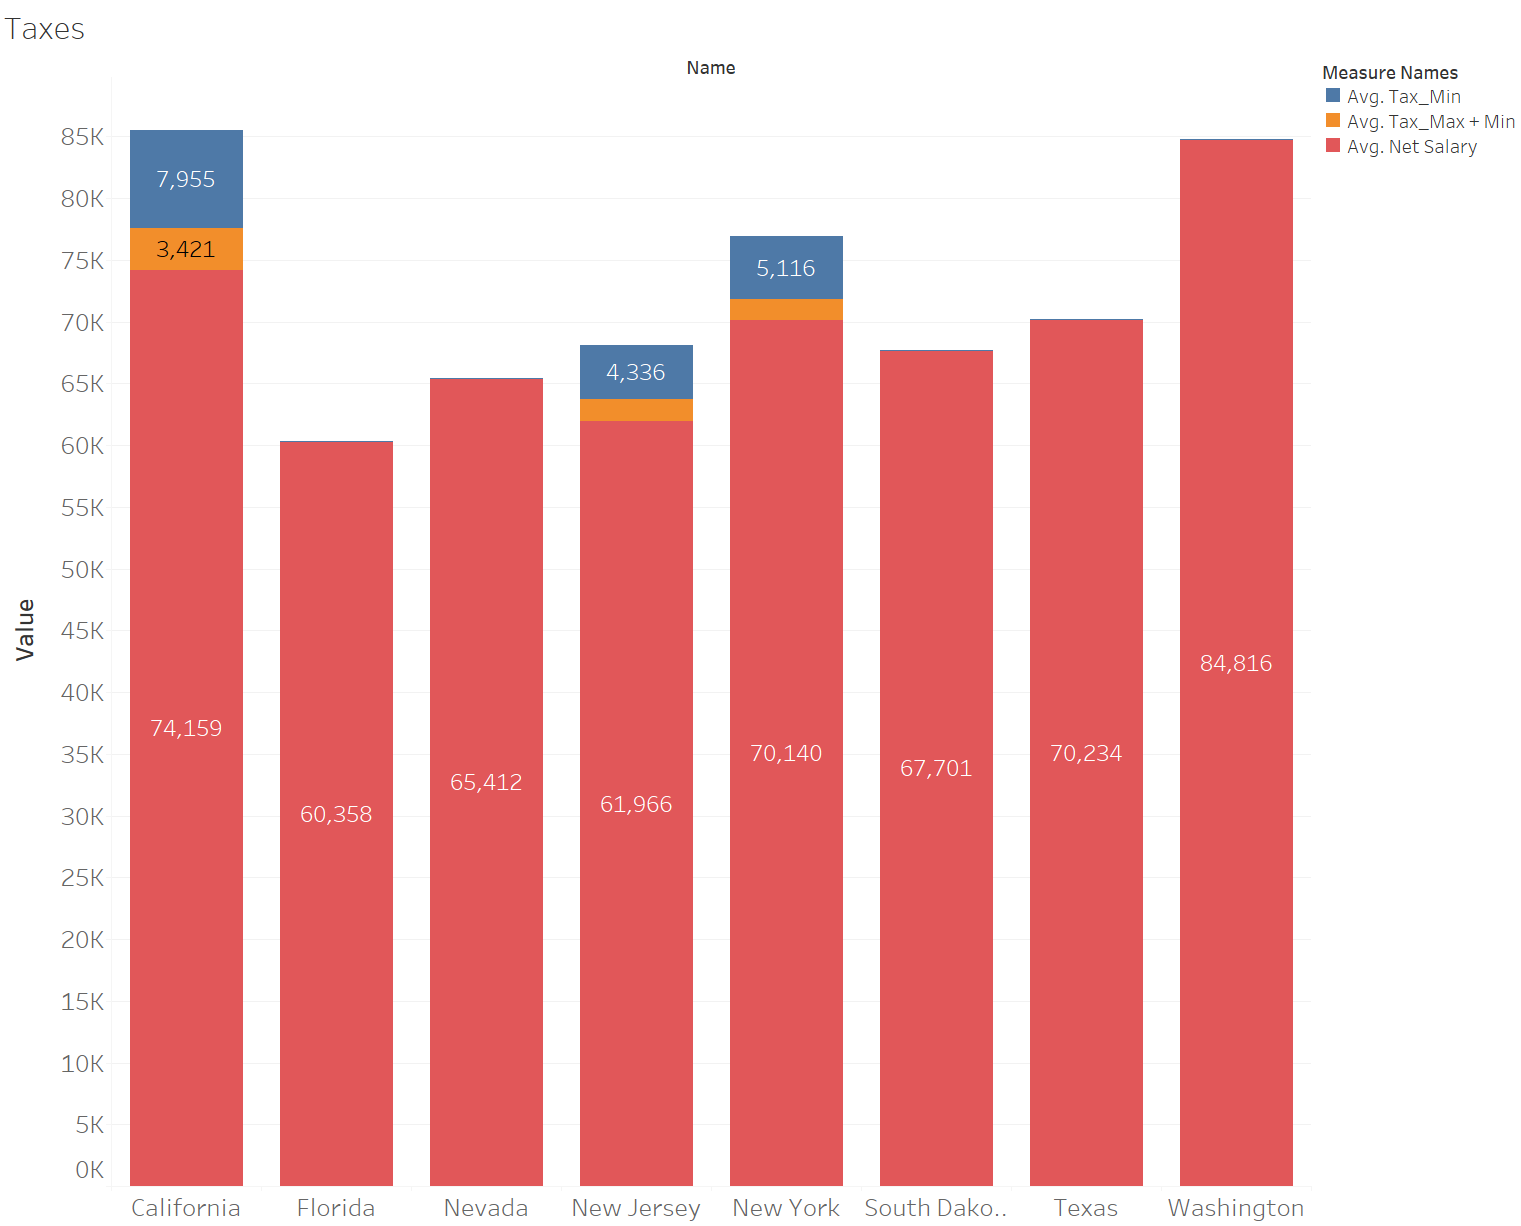 Taxes
Name
Measure Names
Avg. Tax_Min
Avg. Tax_Max + Min
Avg. Net Salary
Value
85K
80K
75K
70K
65K
60K
55K
50K
45K
40K
35K
30K
25K
20K
15K
10K
5K
0K
7,955
3,421
74,159
60,358
65,412
4,336
61,966
5,116
70,140
67,701
70,234
84,816
California Florida Nevada New Jersey New York South Dako.. Texas Washington